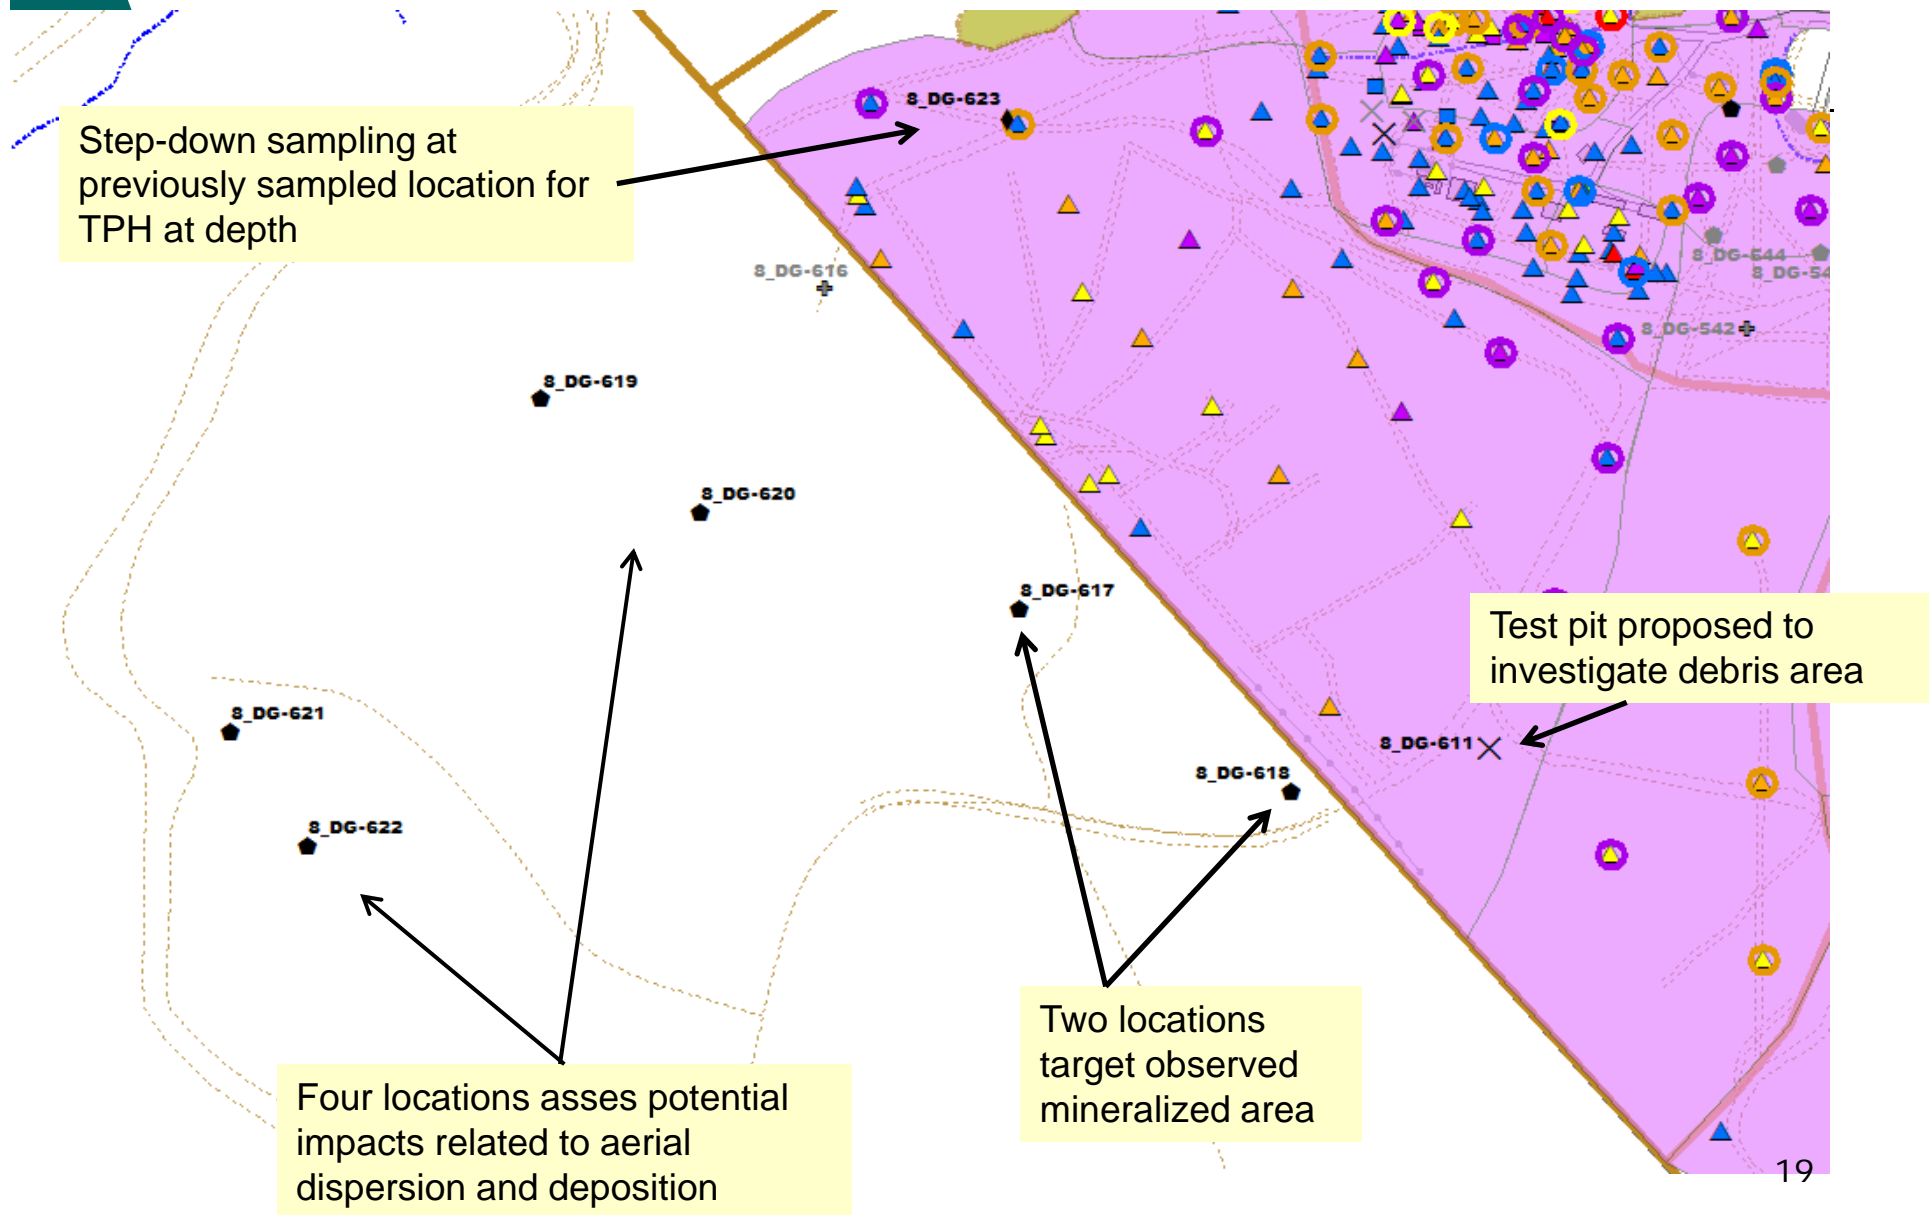 Step-down sampling at
previously sampled location for
TPH at depth
8_DG-623
8_DG-616
8_DG-544
8_DG-54
8_DG-542
8_DG-619
8_DG-620
8_DG-617
Test pit proposed to
investigate debris area
8_DG-621
8_DG-611
8_DG-618
8_DG-622
Two locations
target observed
mineralized area
Four locations asses potential
impacts related to aerial
dispersion and deposition
19